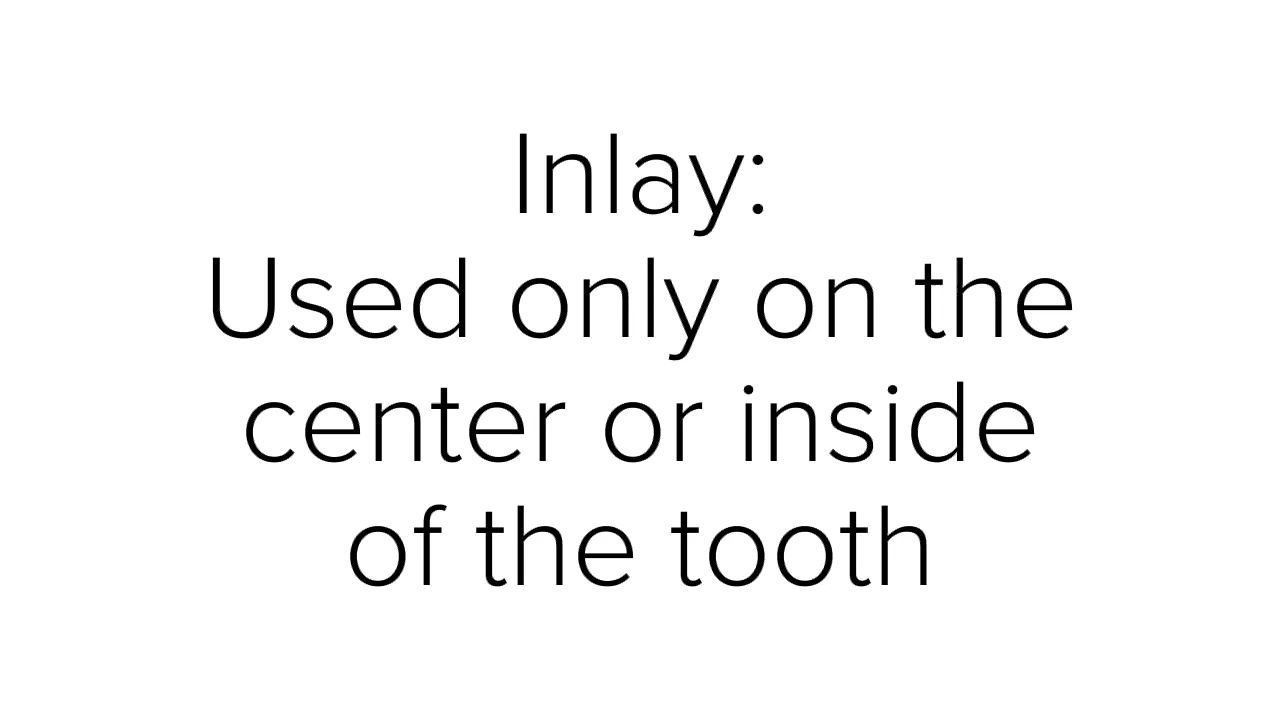 Inlay:
Used only on the
center or inside
of the tooth